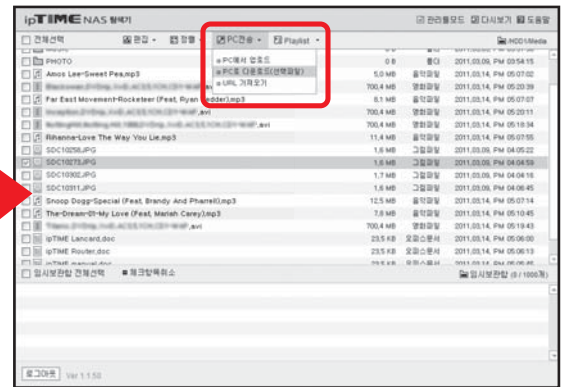 ipTIME NAS 탐색기
관리툴모드 다시보기 도움말
전체선택 편집 정렬 PC전송 Playlist /HDD1/Media
PC에서 업로드
PC로 다운로드(선택파일)
URL 가져오기
PHOTO 0 B 폴더 2011,03,09, PM 03:54:15
Amos Lee-Sweet Pea,mp3 5,0 MB 음악파일 2011,03,14, PM 05:07:02
,avi 700,4 MB 영화파일 2011,03,14, PM 05:20:39
Far East Movement-Rocketeer (Feat, Ryan Tedder),mp3 8,1 MB 음악파일 2011,03,14, PM 05:07:07
,avi 700,4 MB 영화파일 2011,03,14, PM 05:20:11
,avi 700,4 MB 영화파일 2011,03,14, PM 05:18:34
Rihanna-Love The Way You Lie,mp3 11,4 MB 음악파일 2011,03,14, PM 05:07:55
SDC10258,JPG 1,6 MB 그림파일 2011,03,09, PM 04:05:22
SDC10273,JPG 1,6 MB 그림파일 2011,03,09, PM 04:04:59
SDC10302,JPG 1,7 MB 그림파일 2011,03,09, PM 04:04:16
SDC10311,JPG 1,6 MB 그림파일 2011,03,09, PM 04:06:45
Snoop Dogg-Special (Feat, Brandy And Pharrell),mp3 12,5 MB 음악파일 2011,03,14, PM 05:07:14
The-Dream-01-My Love (Feat, Mariah Carey),mp3 7,8 MB 음악파일 2011,03,14, PM 05:10:45
,avi 700,4 MB 영화파일 2011,03,14, PM 05:19:43
ipTIME Lancard,doc 23,5 KB 오피스문서 2011,03,14, PM 05:06:00
ipTIME Router,doc 23,5 KB 오피스문서 2011,03,14, PM 05:06:13
임시보관함 전체선택 체크항목취소 임시보관함 (0 / 1000개)
로그아웃 Ver 1.1.58